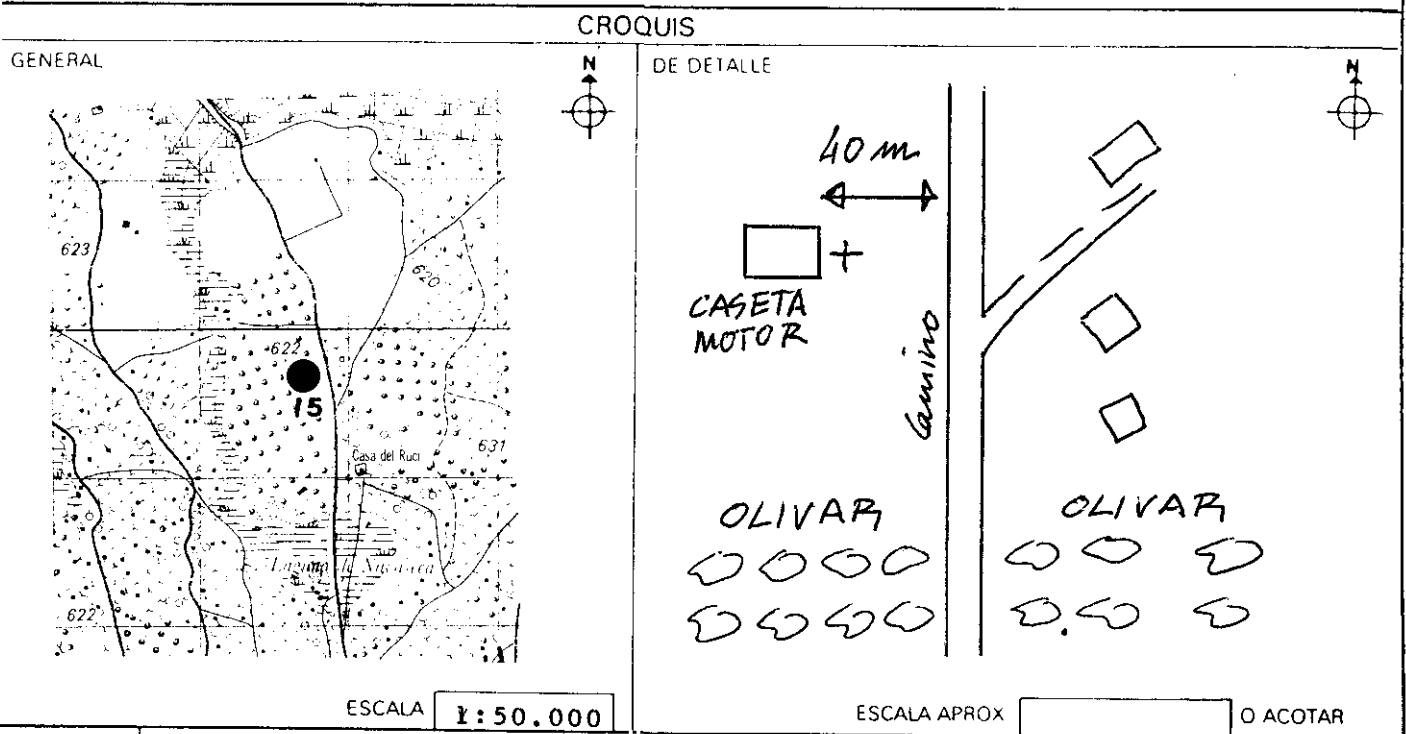 CROQUIS
GENERAL
N
623
620
622
15
Casa del Ruci
631
622
ESCALA 1:50.000
DE DETALLE
N
40 m
CASETA
MOTOR
Camino
OLIVAR OLIVAR
ESCALA APROX O ACOTAR